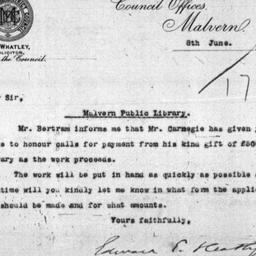 Council Offices,
Malvern.
WHATLEY,
the Council.
8th June.
17
Sir,
Malvern Public Library.
Mr. Bertram informs me that Mr. Carnegie has given y
s to honour calls for payment from his kind gift of £500
ary as the work proceeds.
The work will be put in hand as quickly as possible a
time will you kindly let me know in what form the applic
should be made and for what amounts.
Yours faithfully,